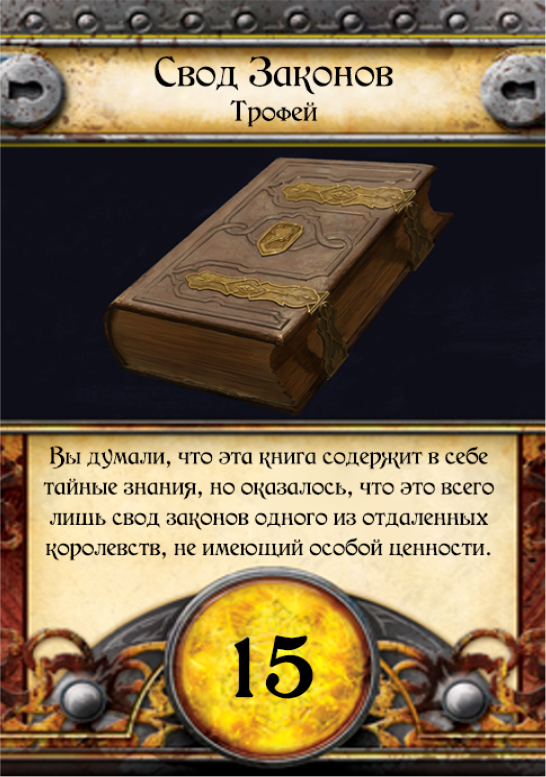 Свод Законов
Трофей
Вы думали, что эта книга содержит в себе
тайные знания, но оказалось, что это всего
лишь свод законов одного из отдаленных
королевств, не имеющий особой ценности.
15